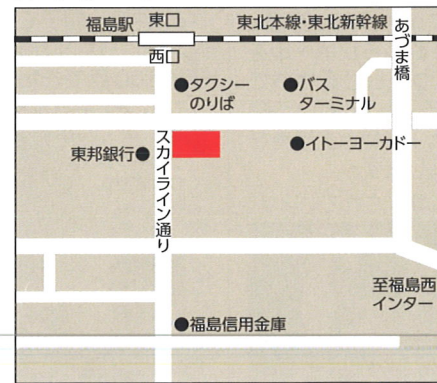 福島駅
東口
東北本線・東北新幹線
西口
あづま橋
●タクシー
のりば
●バス
ターミナル
東邦銀行●
スカイライン通り
●イトーヨーカドー
至福島西
インター
●福島信用金庫